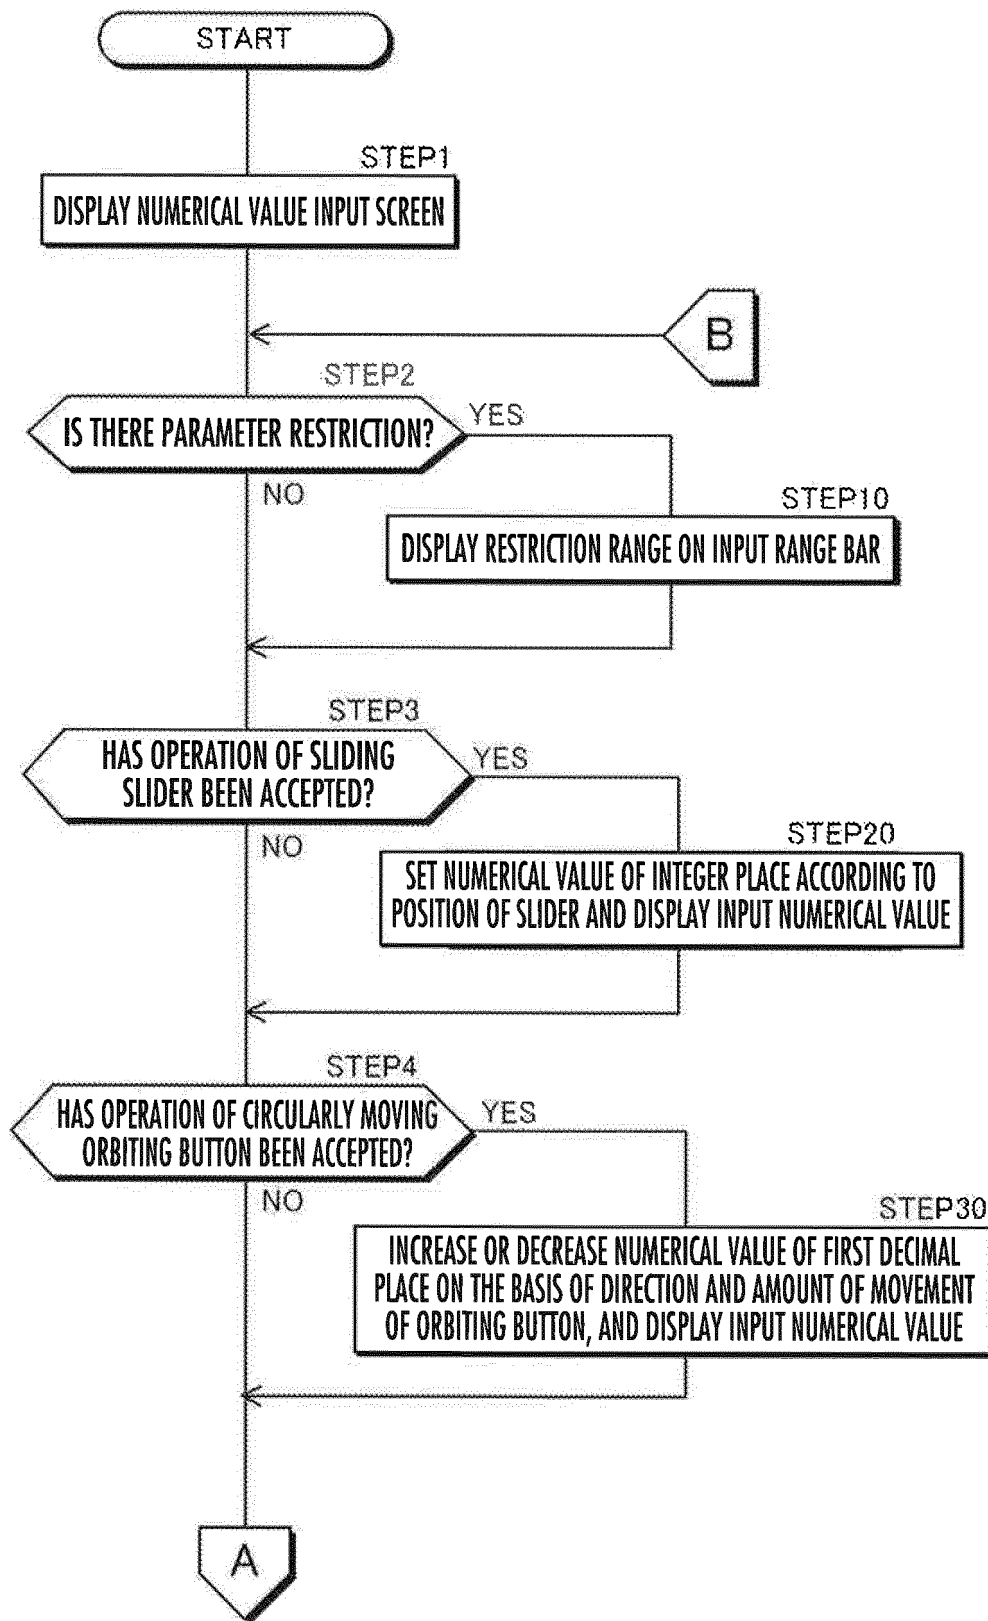 START
STEP1
DISPLAY NUMERICAL VALUE INPUT SCREEN
B
STEP2
IS THERE PARAMETER RESTRICTION?
YES
NO
STEP10
DISPLAY RESTRICTION RANGE ON INPUT RANGE BAR
STEP3
HAS OPERATION OF SLIDING
SLIDER BEEN ACCEPTED?
YES
NO
STEP20
SET NUMERICAL VALUE OF INTEGER PLACE ACCORDING TO
POSITION OF SLIDER AND DISPLAY INPUT NUMERICAL VALUE
STEP4
HAS OPERATION OF CIRCULARLY MOVING
ORBITING BUTTON BEEN ACCEPTED?
YES
NO
STEP30
INCREASE OR DECREASE NUMERICAL VALUE OF FIRST DECIMAL
PLACE ON THE BASIS OF DIRECTION AND AMOUNT OF MOVEMENT
OF ORBITING BUTTON, AND DISPLAY INPUT NUMERICAL VALUE
A